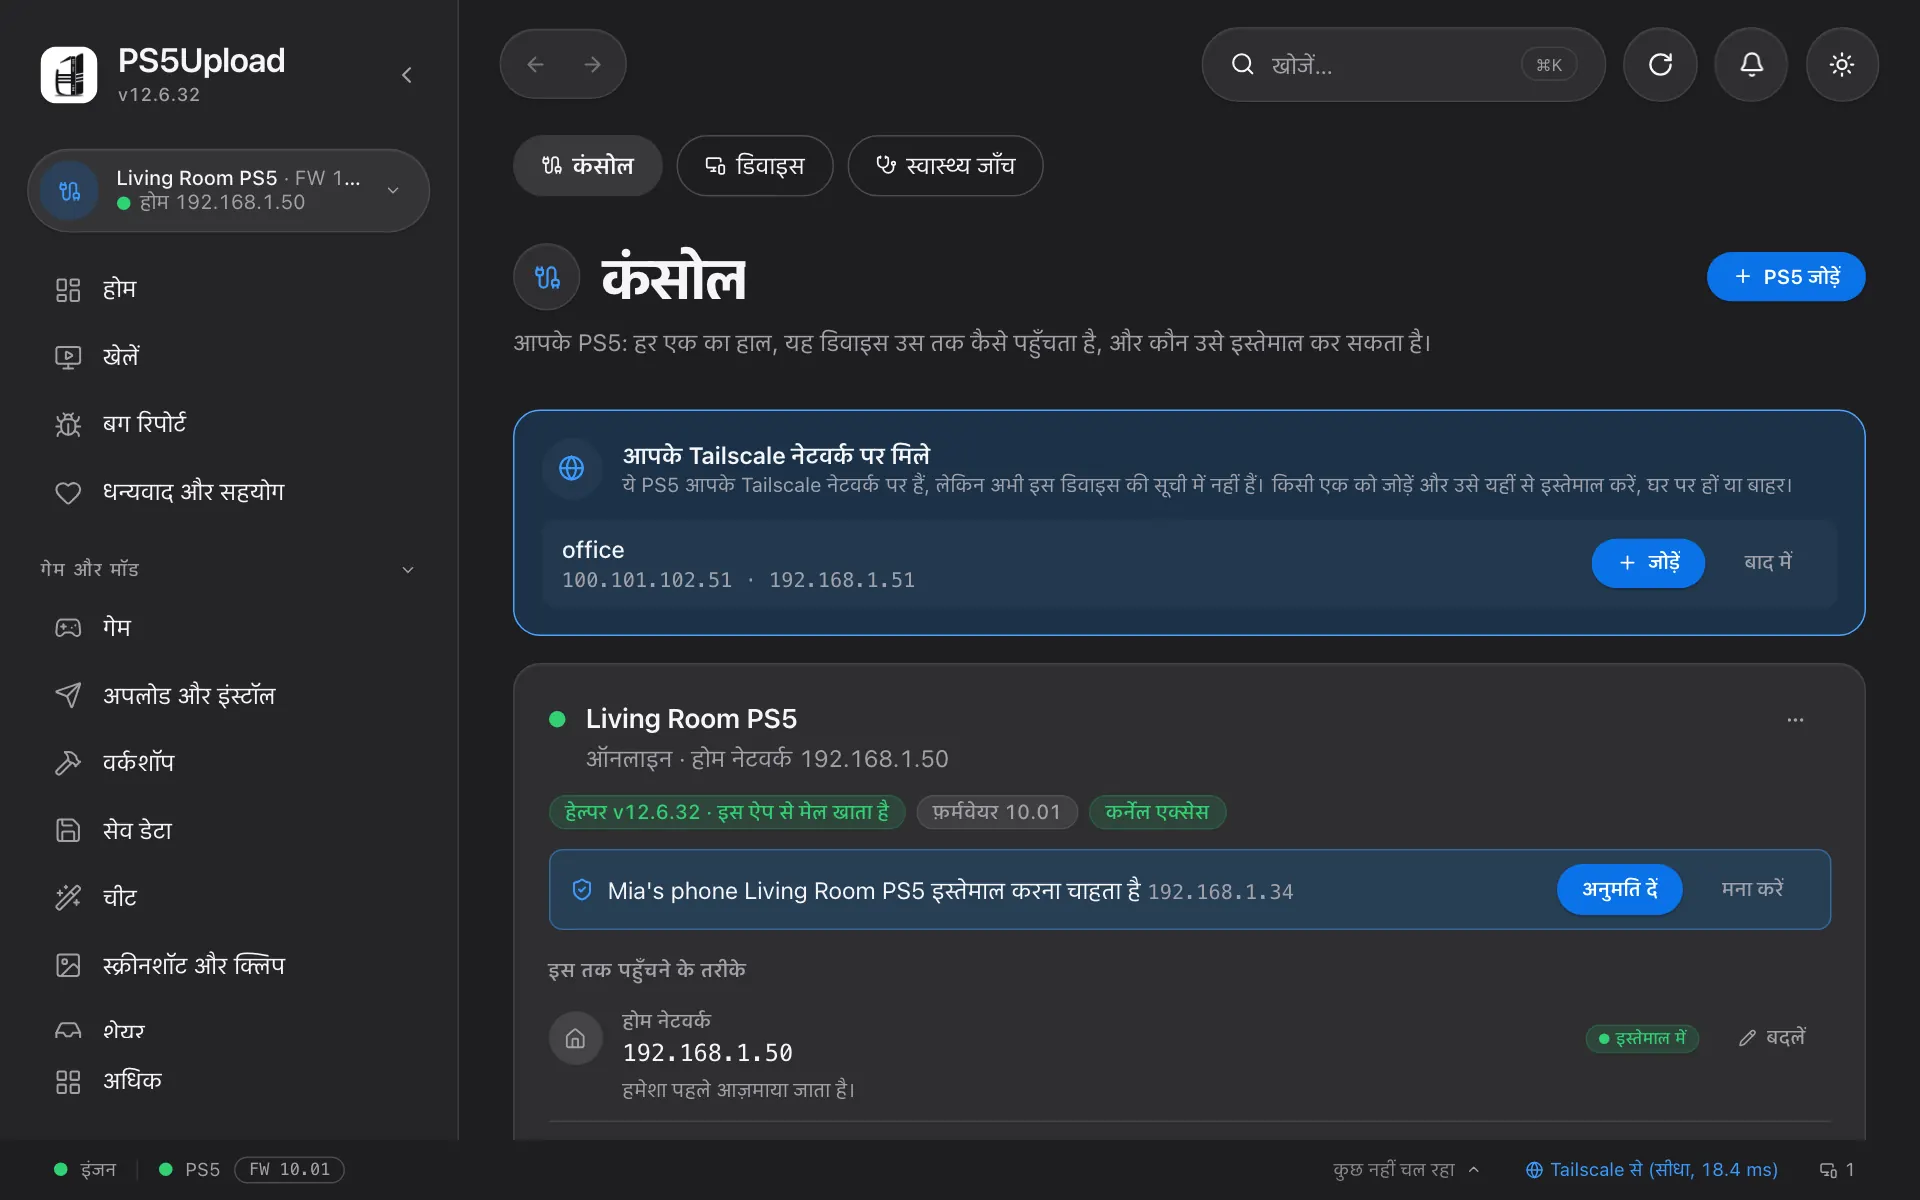 PS5Upload
v12.6.32
Living Room PS5 · FW 1...
होम 192.168.1.50
होम
खेलें
बग रिपोर्ट
धन्यवाद और सहयोग
गेम और मॉड
गेम
अपलोड और इंस्टॉल
वर्कशॉप
सेव डेटा
चीट
स्क्रीनशॉट और क्लिप
शेयर
अधिक
खोजें...
⌘K
कंसोल
डिवाइस
स्वास्थ्य जाँच
कंसोल
+ PS5 जोड़ें
आपके PS5: हर एक का हाल, यह डिवाइस उस तक कैसे पहुँचता है, और कौन उसे इस्तेमाल कर सकता है।
आपके Tailscale नेटवर्क पर मिले
ये PS5 आपके Tailscale नेटवर्क पर हैं, लेकिन अभी इस डिवाइस की सूची में नहीं हैं। किसी एक को जोड़ें और उसे यहीं से इस्तेमाल करें, घर पर हों या बाहर।
office
100.101.102.51 · 192.168.1.51
+ जोड़ें
बाद में
Living Room PS5
ऑनलाइन · होम नेटवर्क 192.168.1.50
हेल्पर v12.6.32 · इस ऐप से मेल खाता है
फ़र्मवेयर 10.01
कर्नेल एक्सेस
Mia's phone Living Room PS5 इस्तेमाल करना चाहता है 192.168.1.34
अनुमति दें
मना करें
इस तक पहुँचने के तरीके
होम नेटवर्क
192.168.1.50
हमेशा पहले आज़माया जाता है।
इस्तेमाल में
बदलें
इंजन
PS5
FW 10.01
कुछ नहीं चल रहा
Tailscale से (सीधा, 18.4 ms)
1